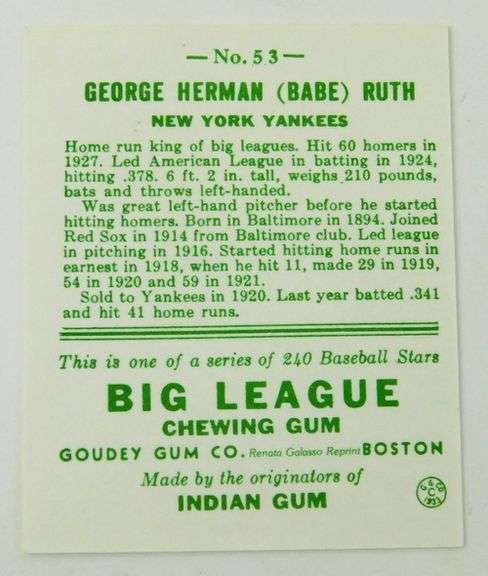 — No. 53 —
GEORGE HERMAN (BABE) RUTH
NEW YORK YANKEES
Home run king of big leagues. Hit 60 homers in
1927. Led American League in batting in 1924,
hitting .378. 6 ft. 2 in. tall, weighs 210 pounds,
bats and throws left-handed.
Was great left-hand pitcher before he started
hitting homers. Born in Baltimore in 1894. Joined
Red Sox in 1914 from Baltimore club. Led league
in pitching in 1916. Started hitting home runs in
earnest in 1918, when he hit 11, made 29 in 1919,
54 in 1920 and 59 in 1921.
Sold to Yankees in 1920. Last year batted .341
and hit 41 home runs.
This is one of a series of 240 Baseball Stars
BIG LEAGUE
CHEWING GUM
GOUDEY GUM CO. Renata Galasso Reprint BOSTON
Made by the originators of
INDIAN GUM